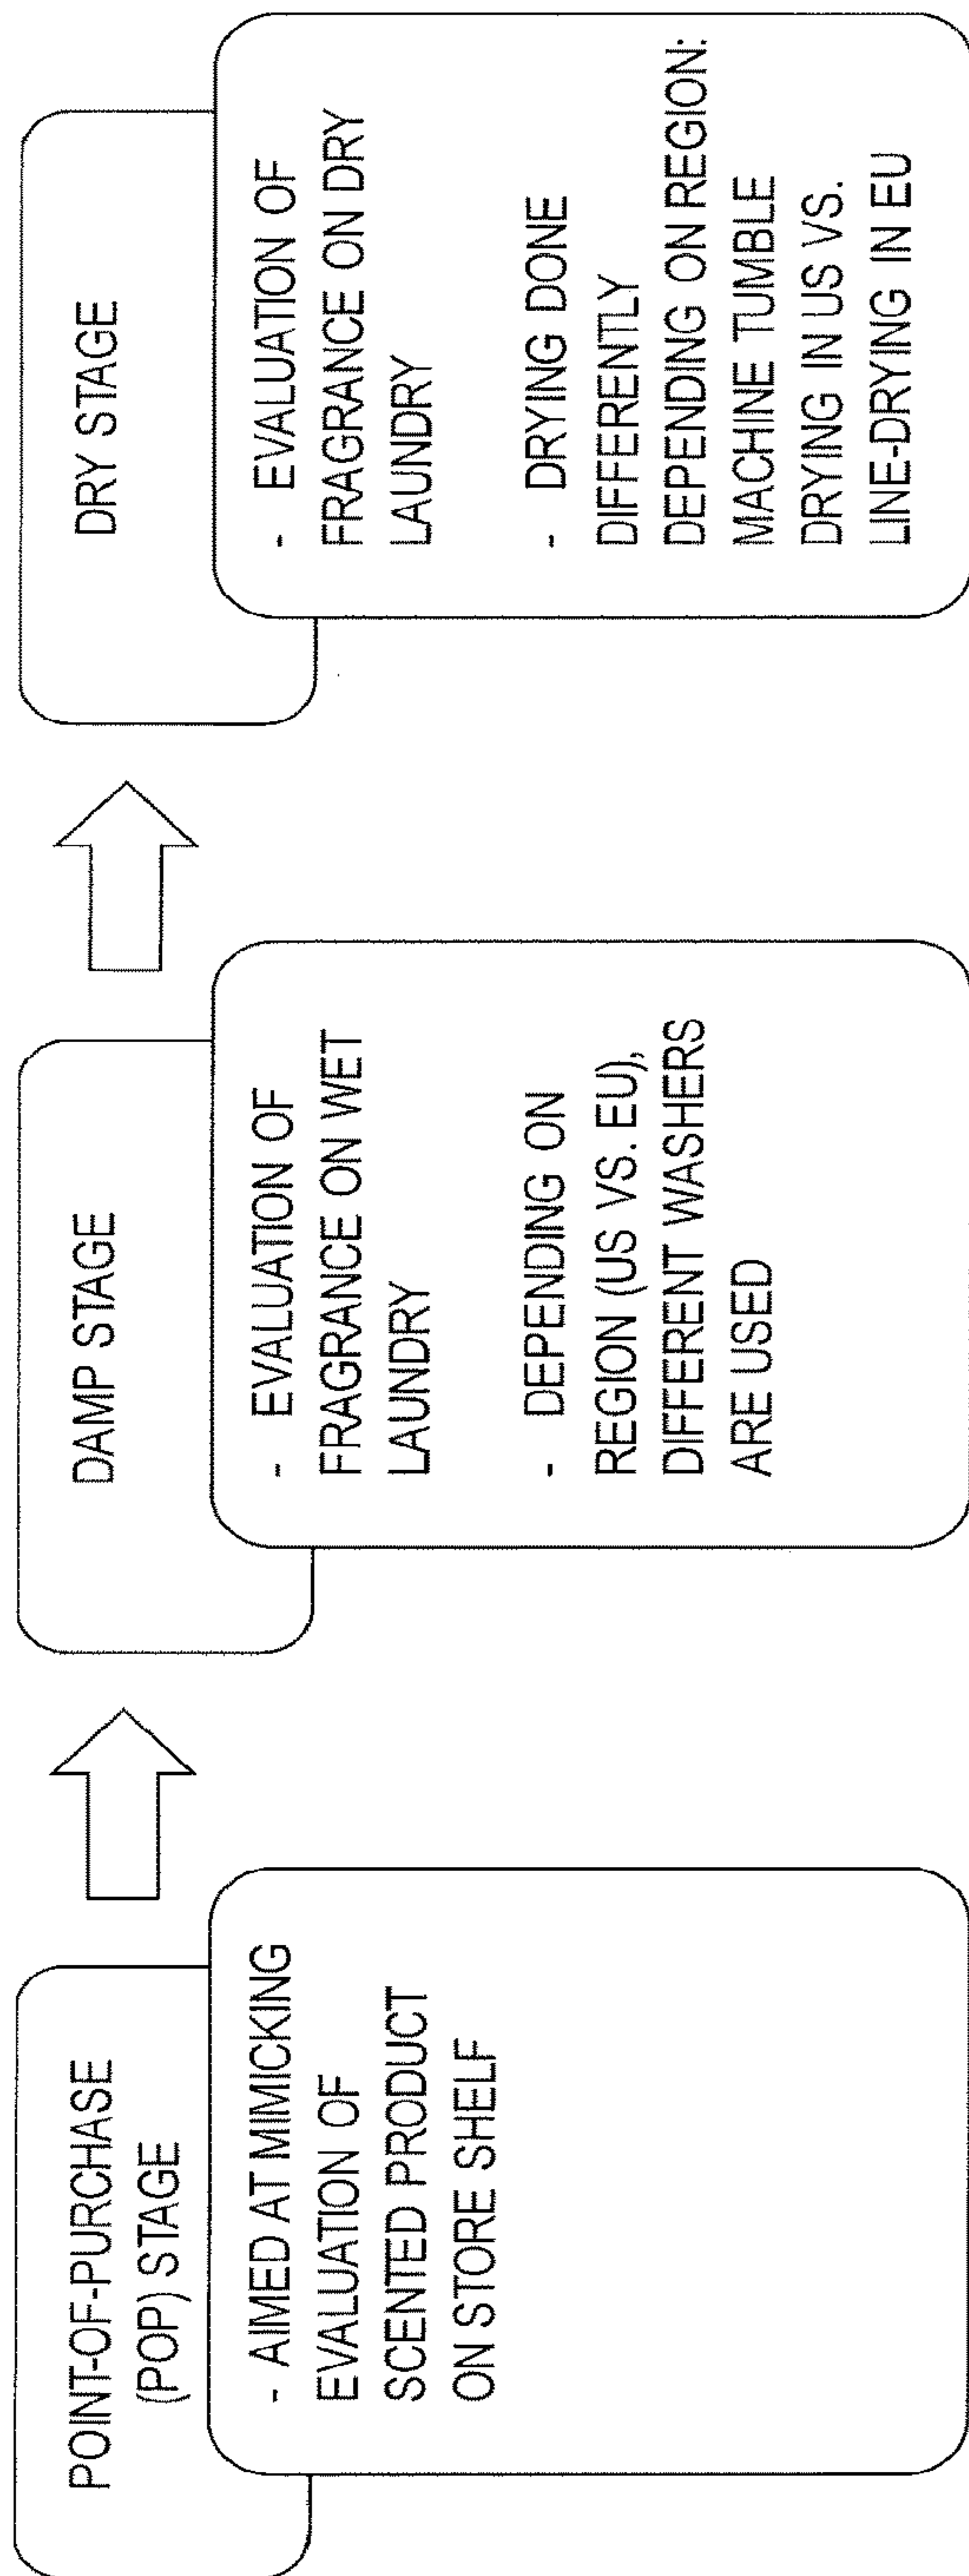 POINT-OF-PURCHASE
(POP) STAGE
- AIMED AT MIMICKING
EVALUATION OF
SCENTED PRODUCT
ON STORE SHELF
DAMP STAGE
- EVALUATION OF
FRAGRANCE ON WET
LAUNDRY
- DEPENDING ON
REGION (US VS. EU),
DIFFERENT WASHERS
ARE USED
DRY STAGE
- EVALUATION OF
FRAGRANCE ON DRY
LAUNDRY
- DRYING DONE
DIFFERENTLY
DEPENDING ON REGION:
MACHINE TUMBLE
DRYING IN US VS.
LINE-DRYING IN EU